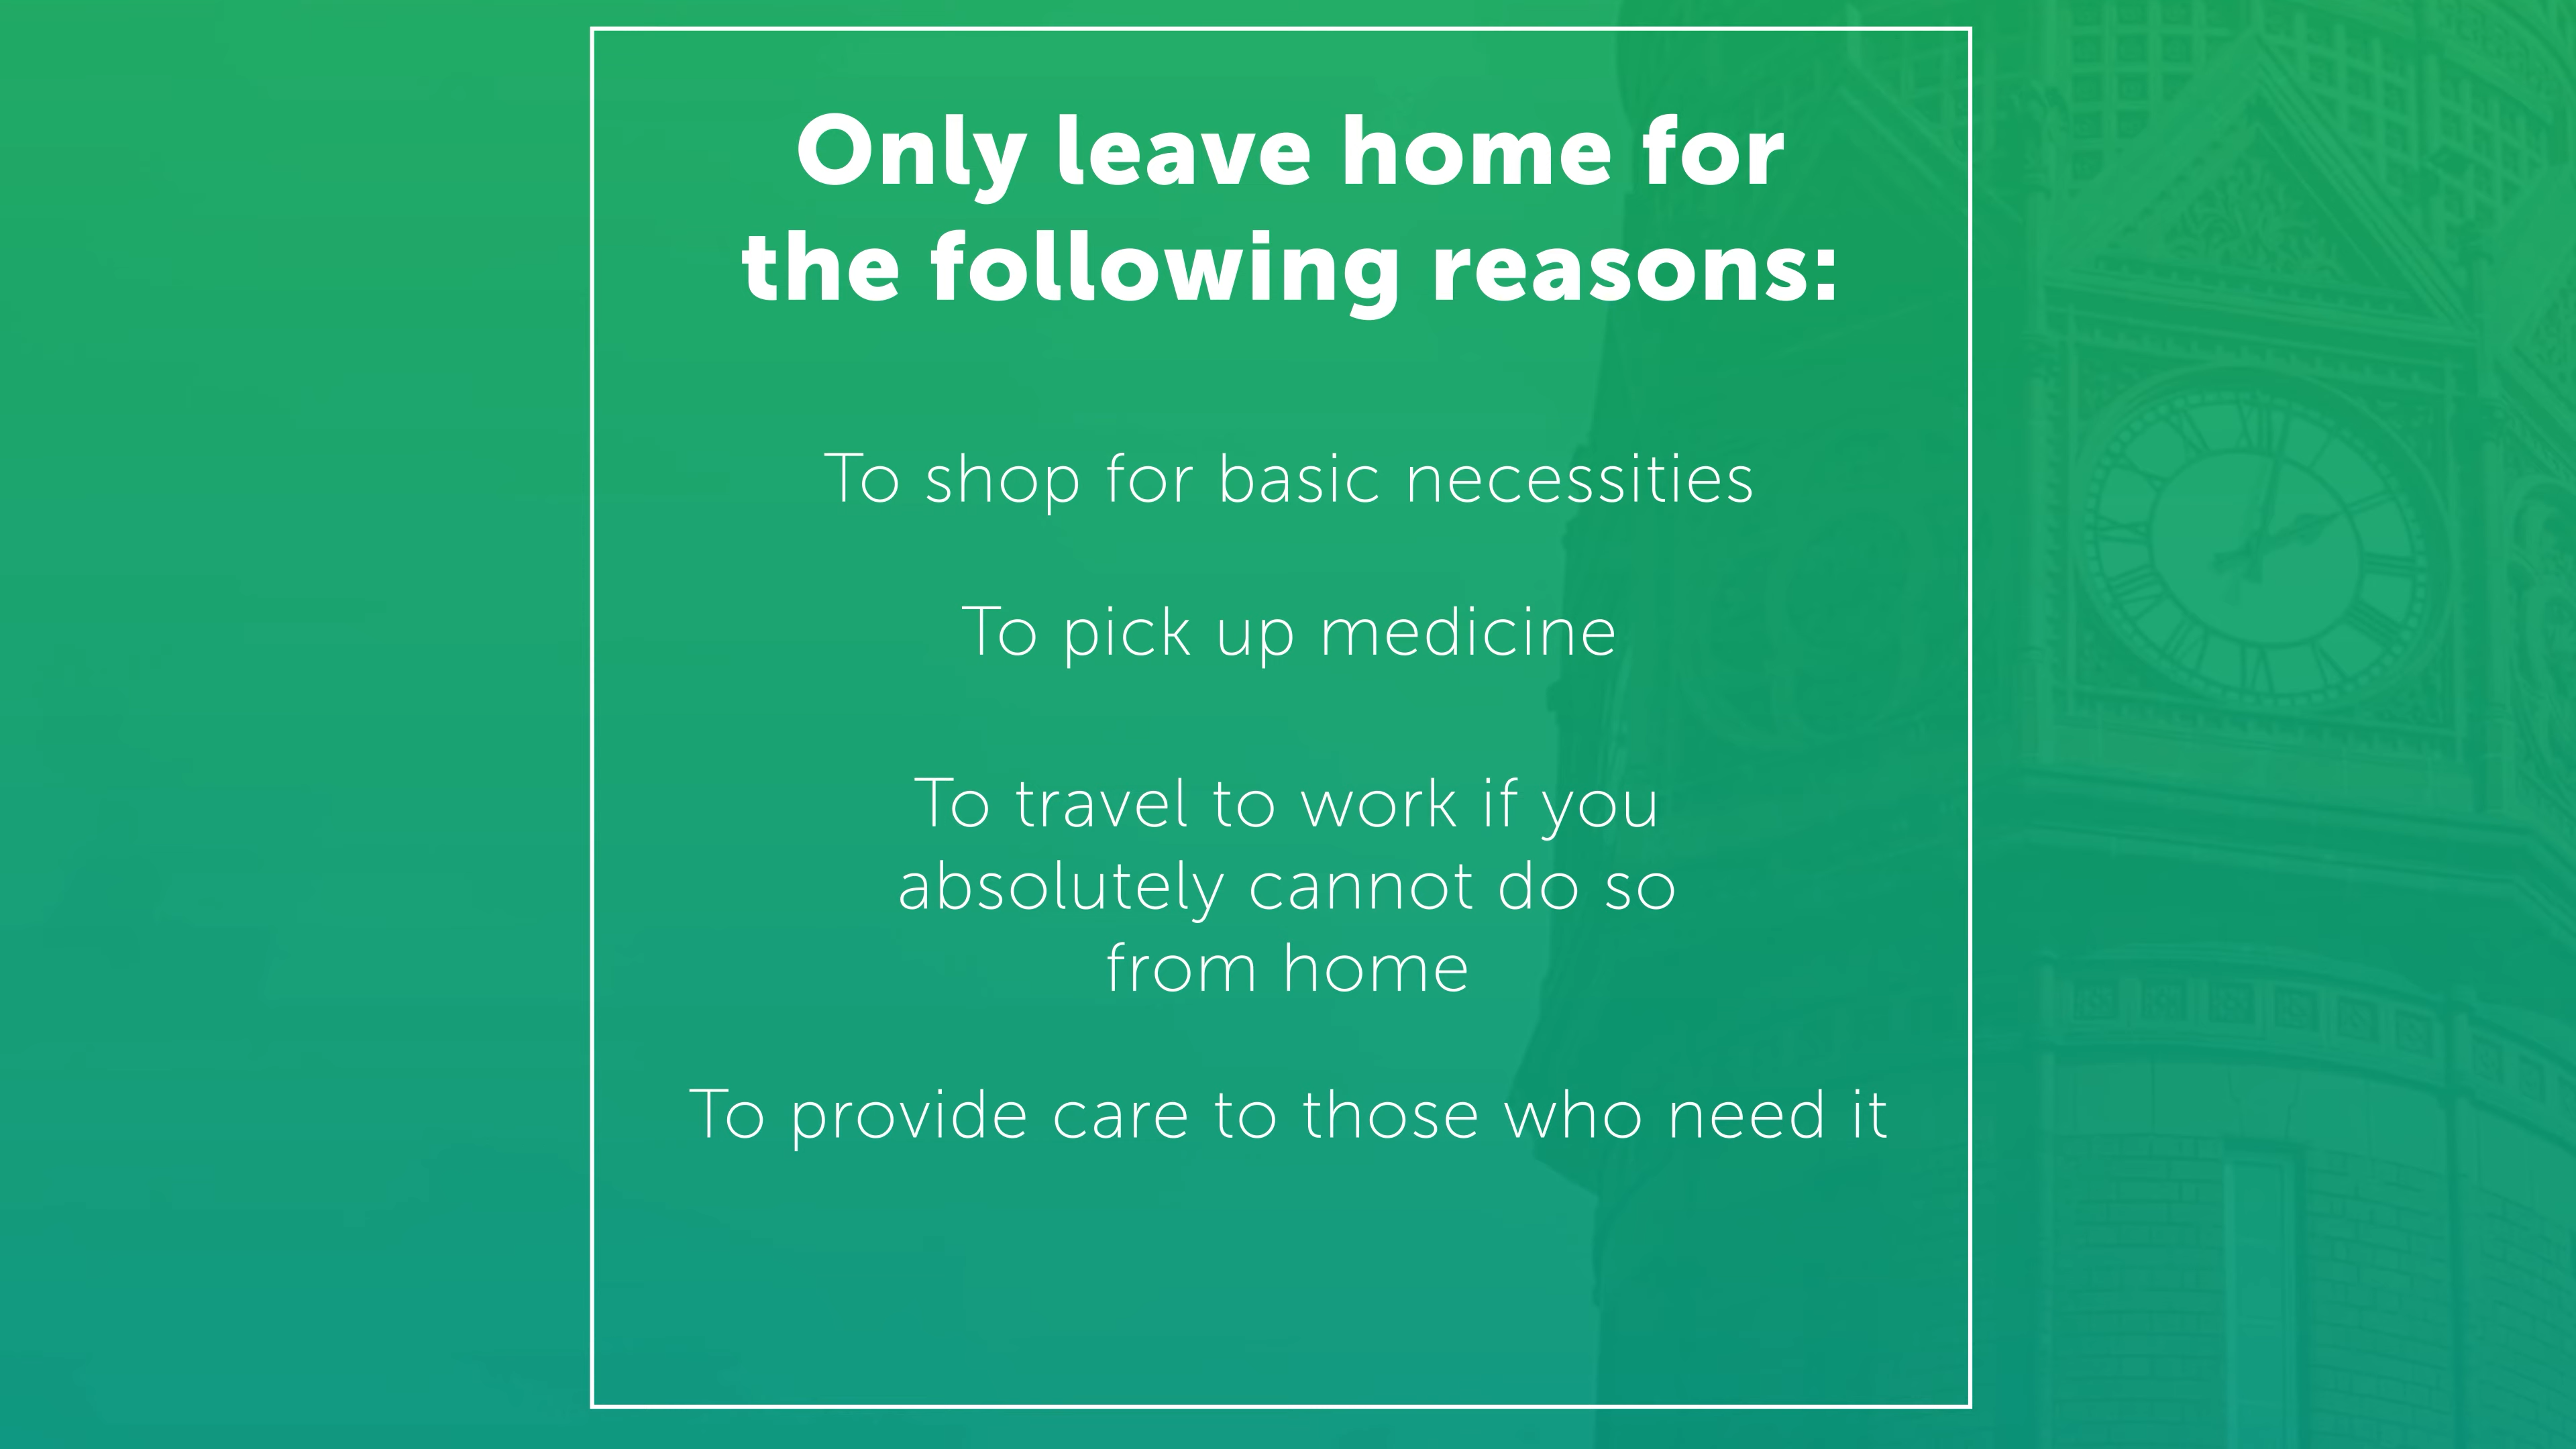 Only leave home for
the following reasons:
To shop for basic necessities
To pick up medicine
To travel to work if you
absolutely cannot do so
from home
To provide care to those who need it